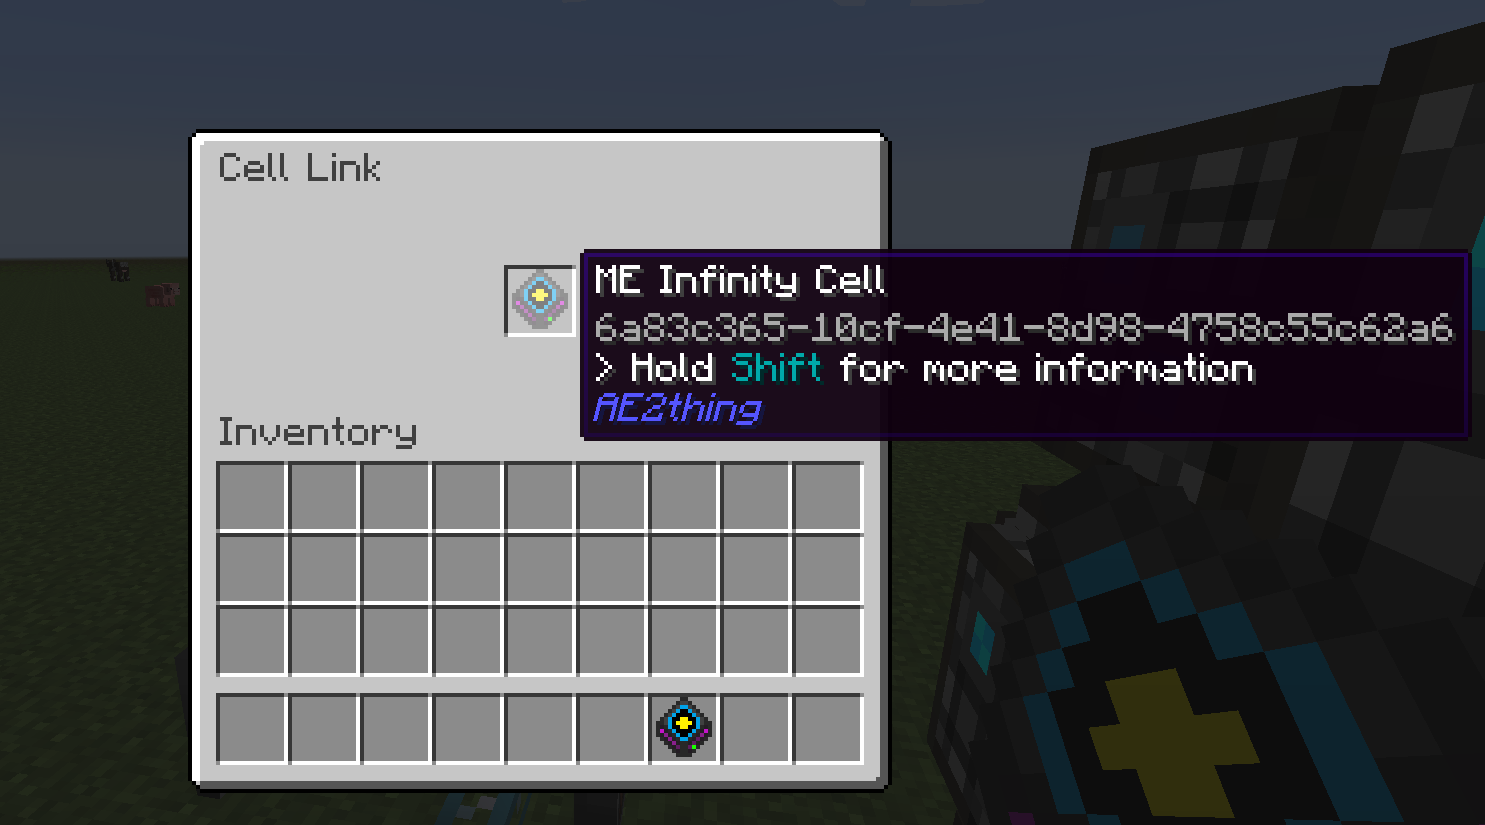 Cell Link
ME Infinity Cell
6a83c365-10cf-4e41-8d98-4758c55c62a6
> Hold Shift for more information
AE2thing
Inventory